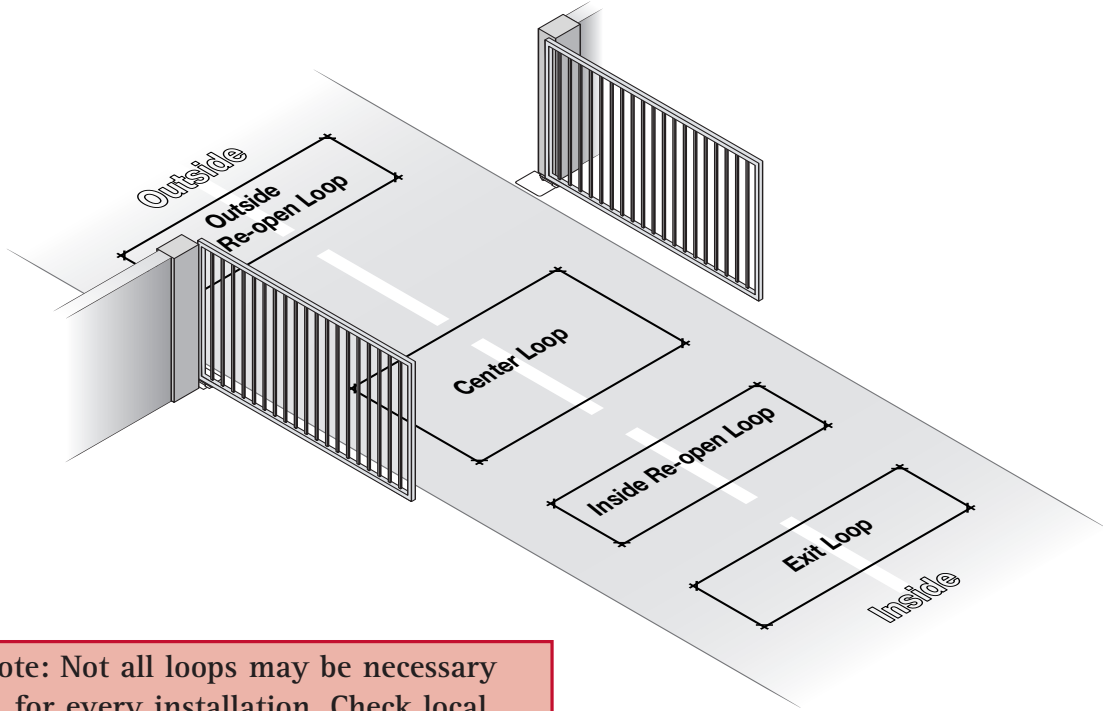 Outside
Outside
Re-open Loop
Center Loop
Inside Re-open Loop
Exit Loop
Inside
Not all loops may be necessary
for every installation. Check local